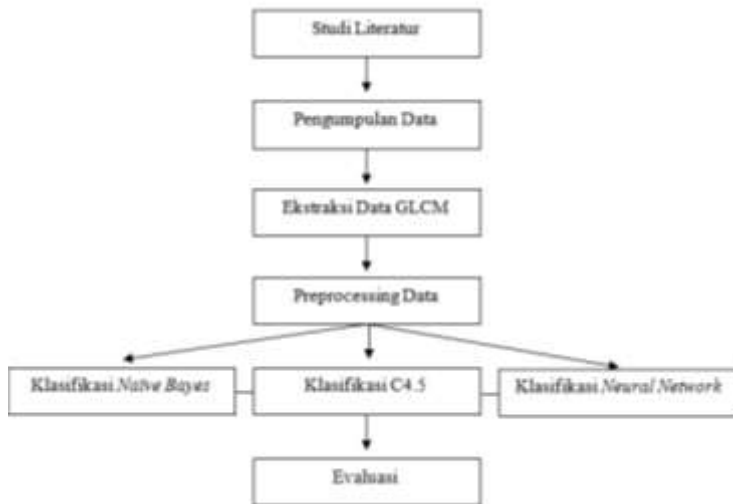 Studi Literatur
Pengumpulan Data
Ekstraksi Data GLCM
Preprocessing Data
Klasifikasi Naive Bayes
Klasifikasi C4.5
Klasifikasi Neural Network
Evaluasi